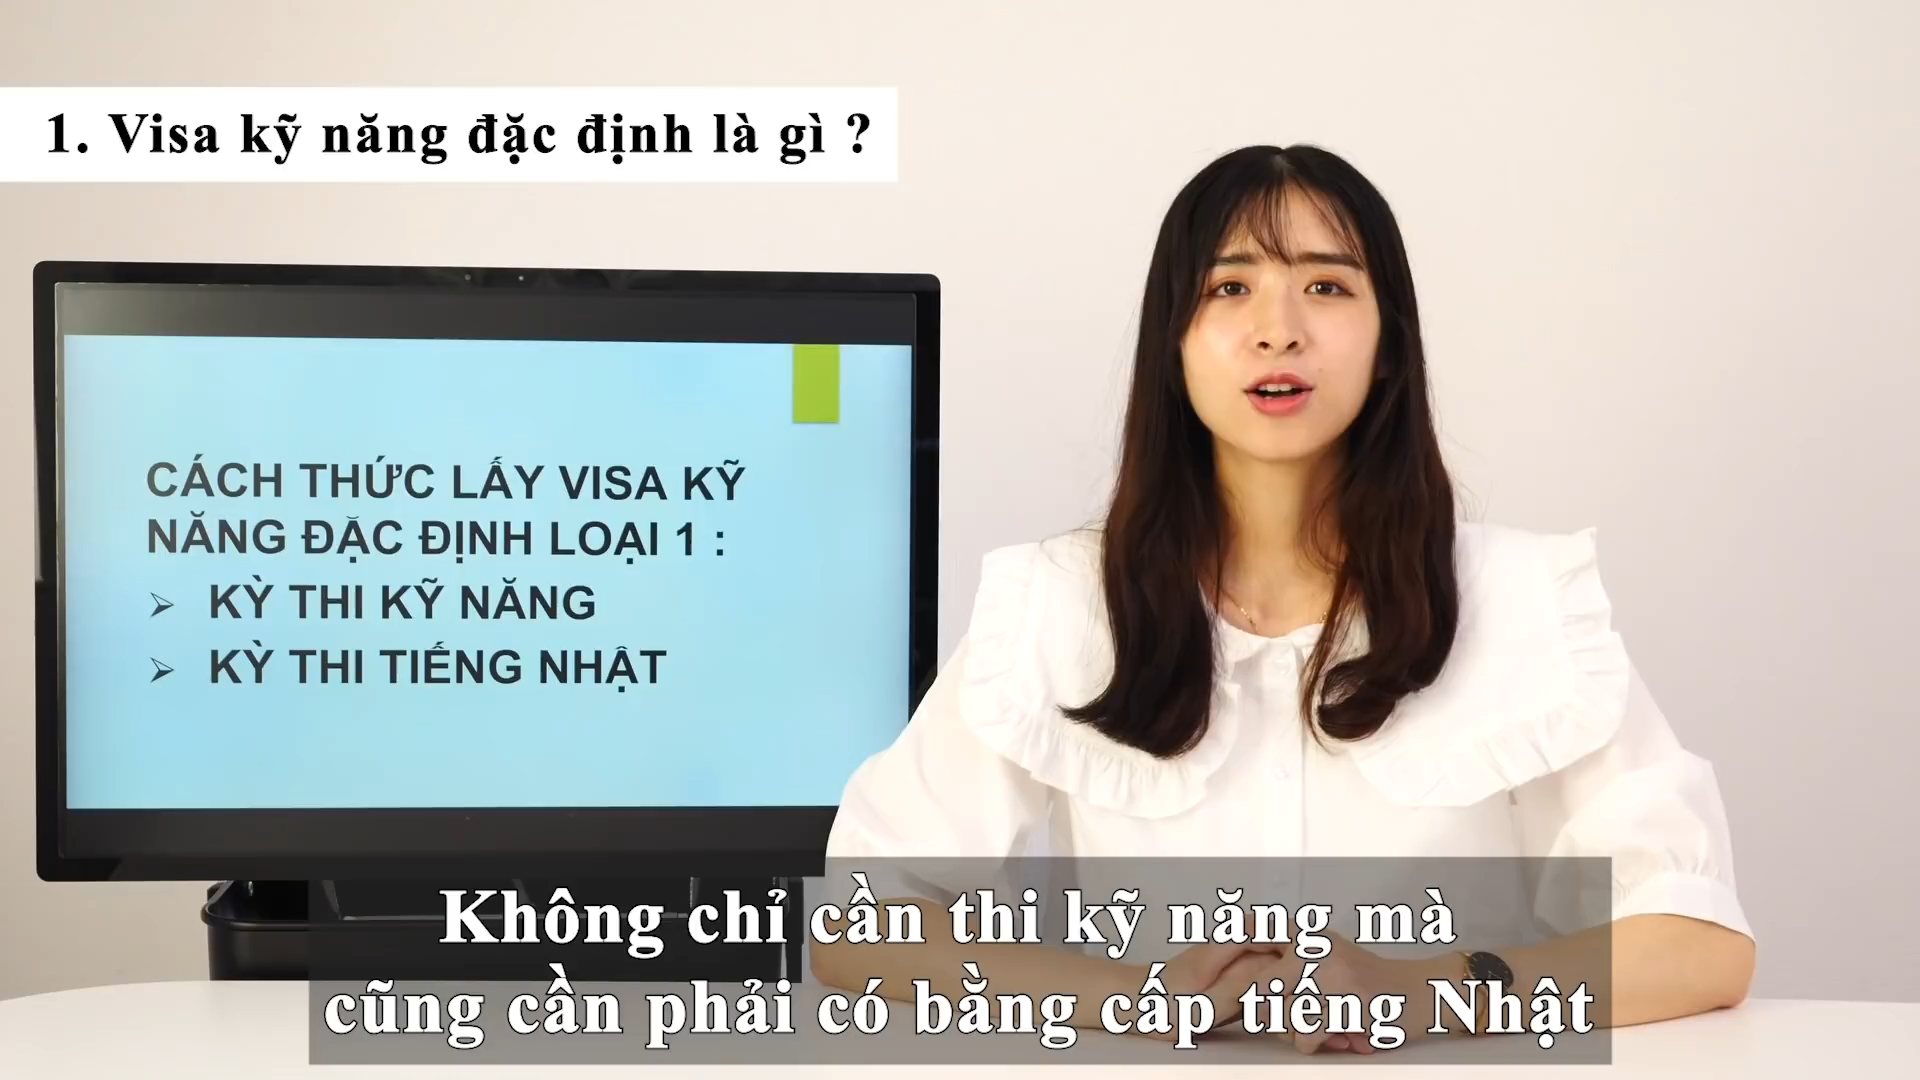 1. Visa kỹ năng đặc định là gì ?
CÁCH THỨC LẤY VISA KỸ
NĂNG ĐẶC ĐỊNH LOẠI 1 :
➢ KỲ THI KỸ NĂNG
➢ KỲ THI TIẾNG NHẬT
Không chỉ cần thi kỹ năng mà
cũng cần phải có bằng cấp tiếng Nhật